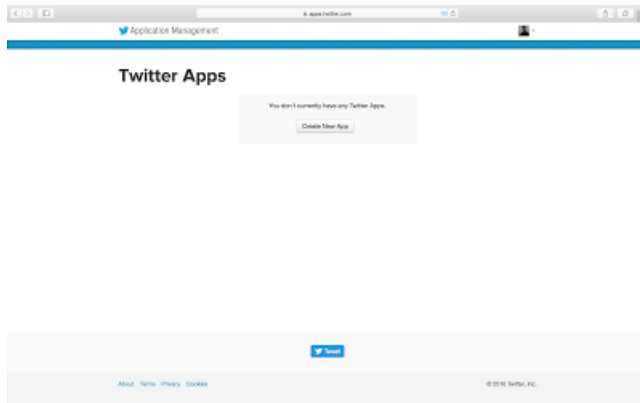 apps.twitter.com
Application Management
Twitter Apps
You don't currently have any Twitter Apps.
Create New App
Tweet
About Terms Privacy Cookies
© 2016 Twitter, Inc.